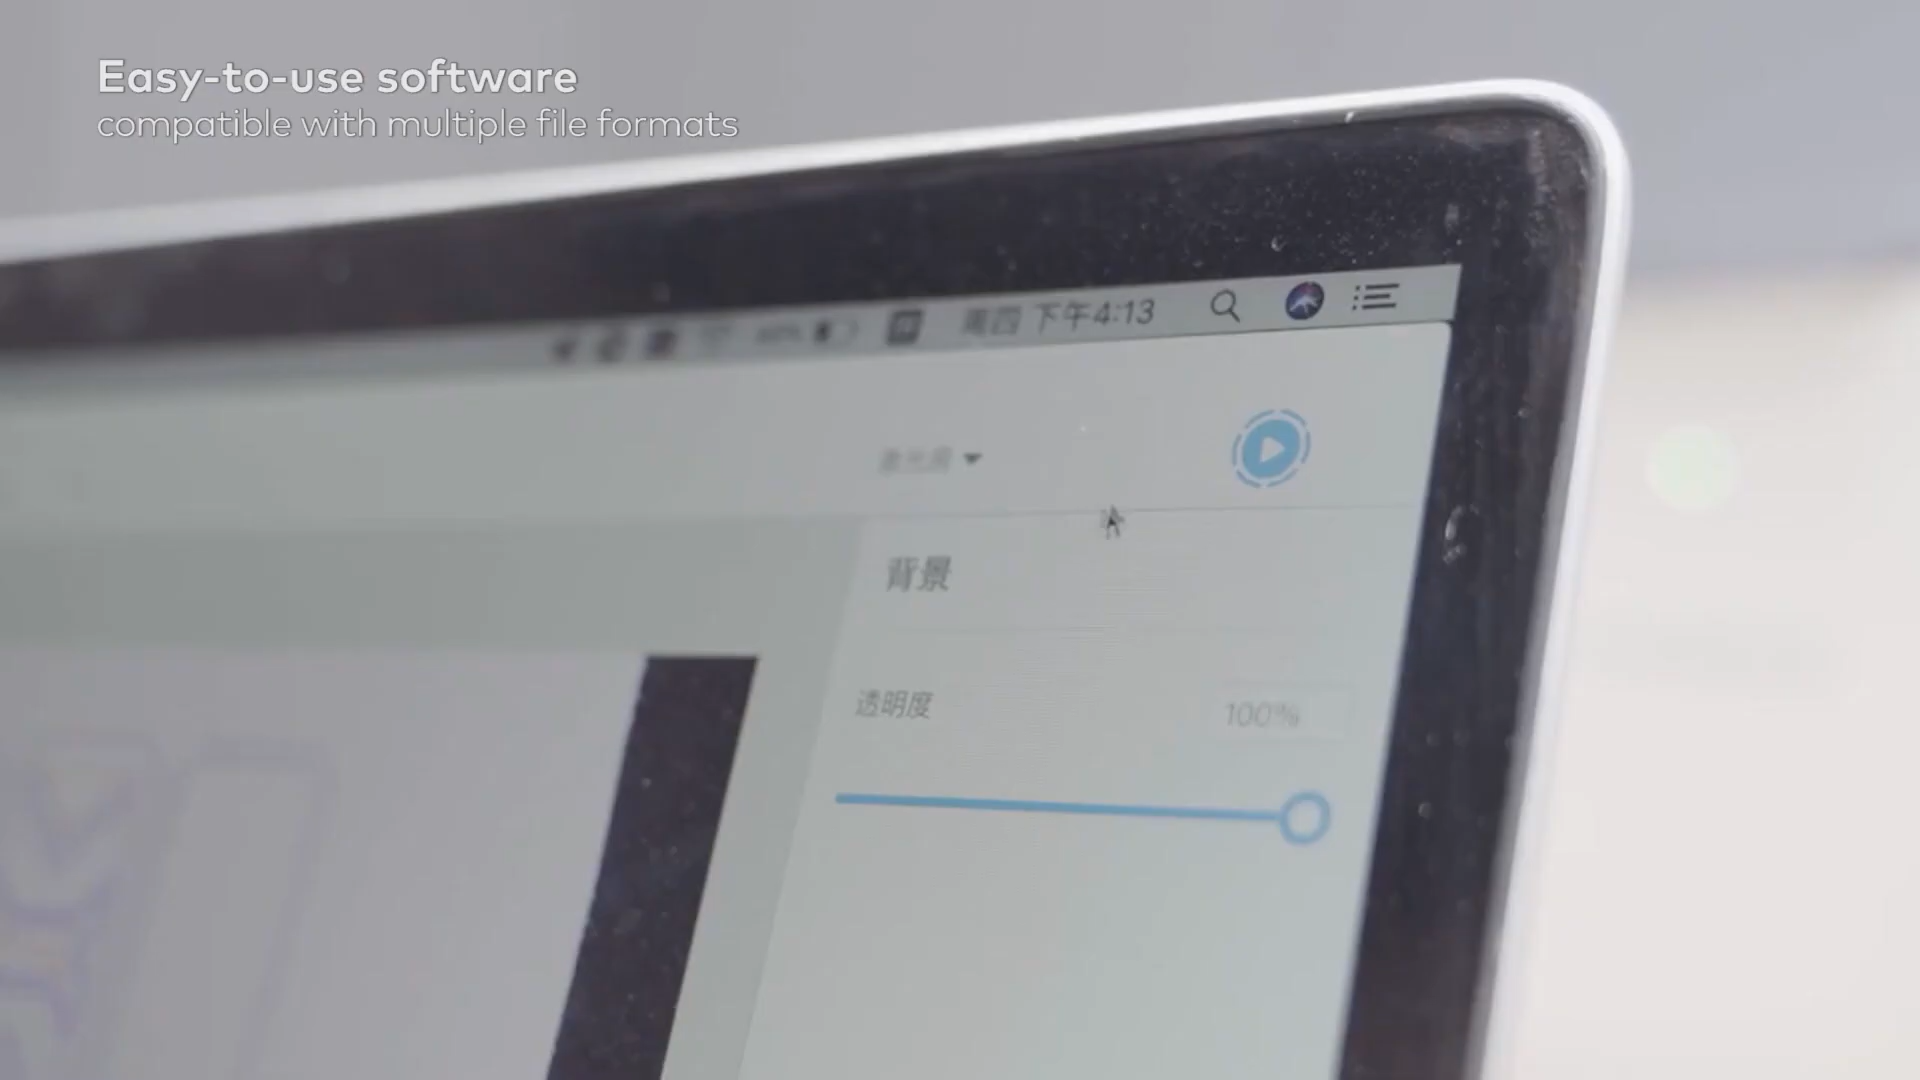 Easy-to-use software
compatible with multiple file formats
周四 下午4:13
背景
透明度
100%